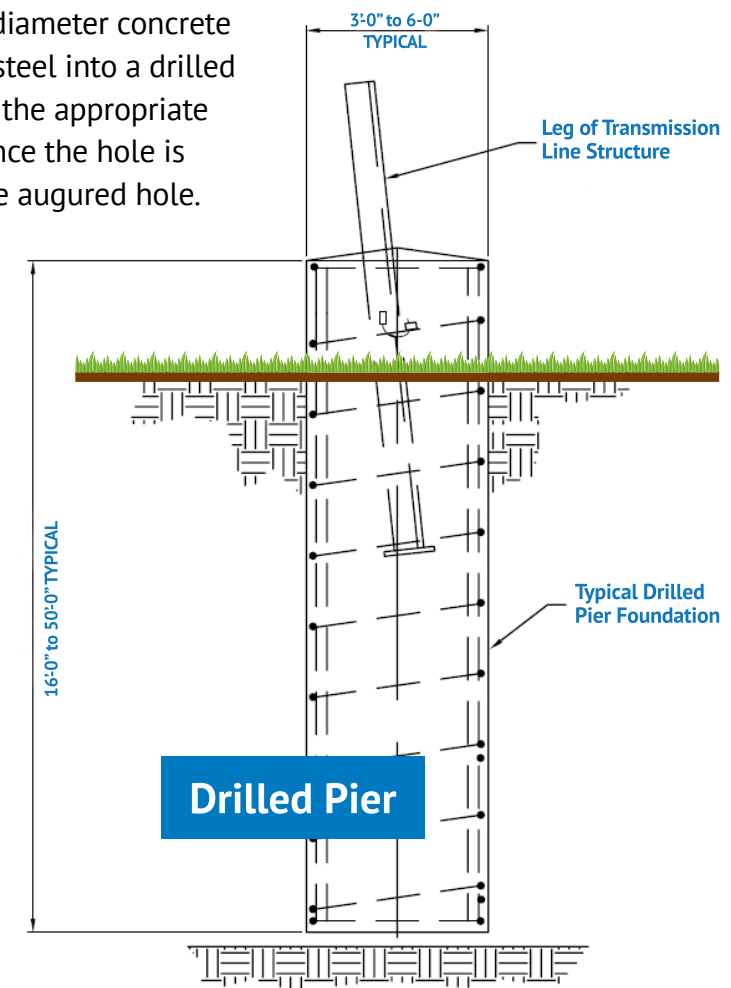 diameter concrete
steel into a drilled
the appropriate
nce the hole is
e augured hole.
3'-0” to 6-0”
TYPICAL
Leg of Transmission
Line Structure
16'-0” to 50'-0” TYPICAL
Typical Drilled
Pier Foundation
Drilled Pier